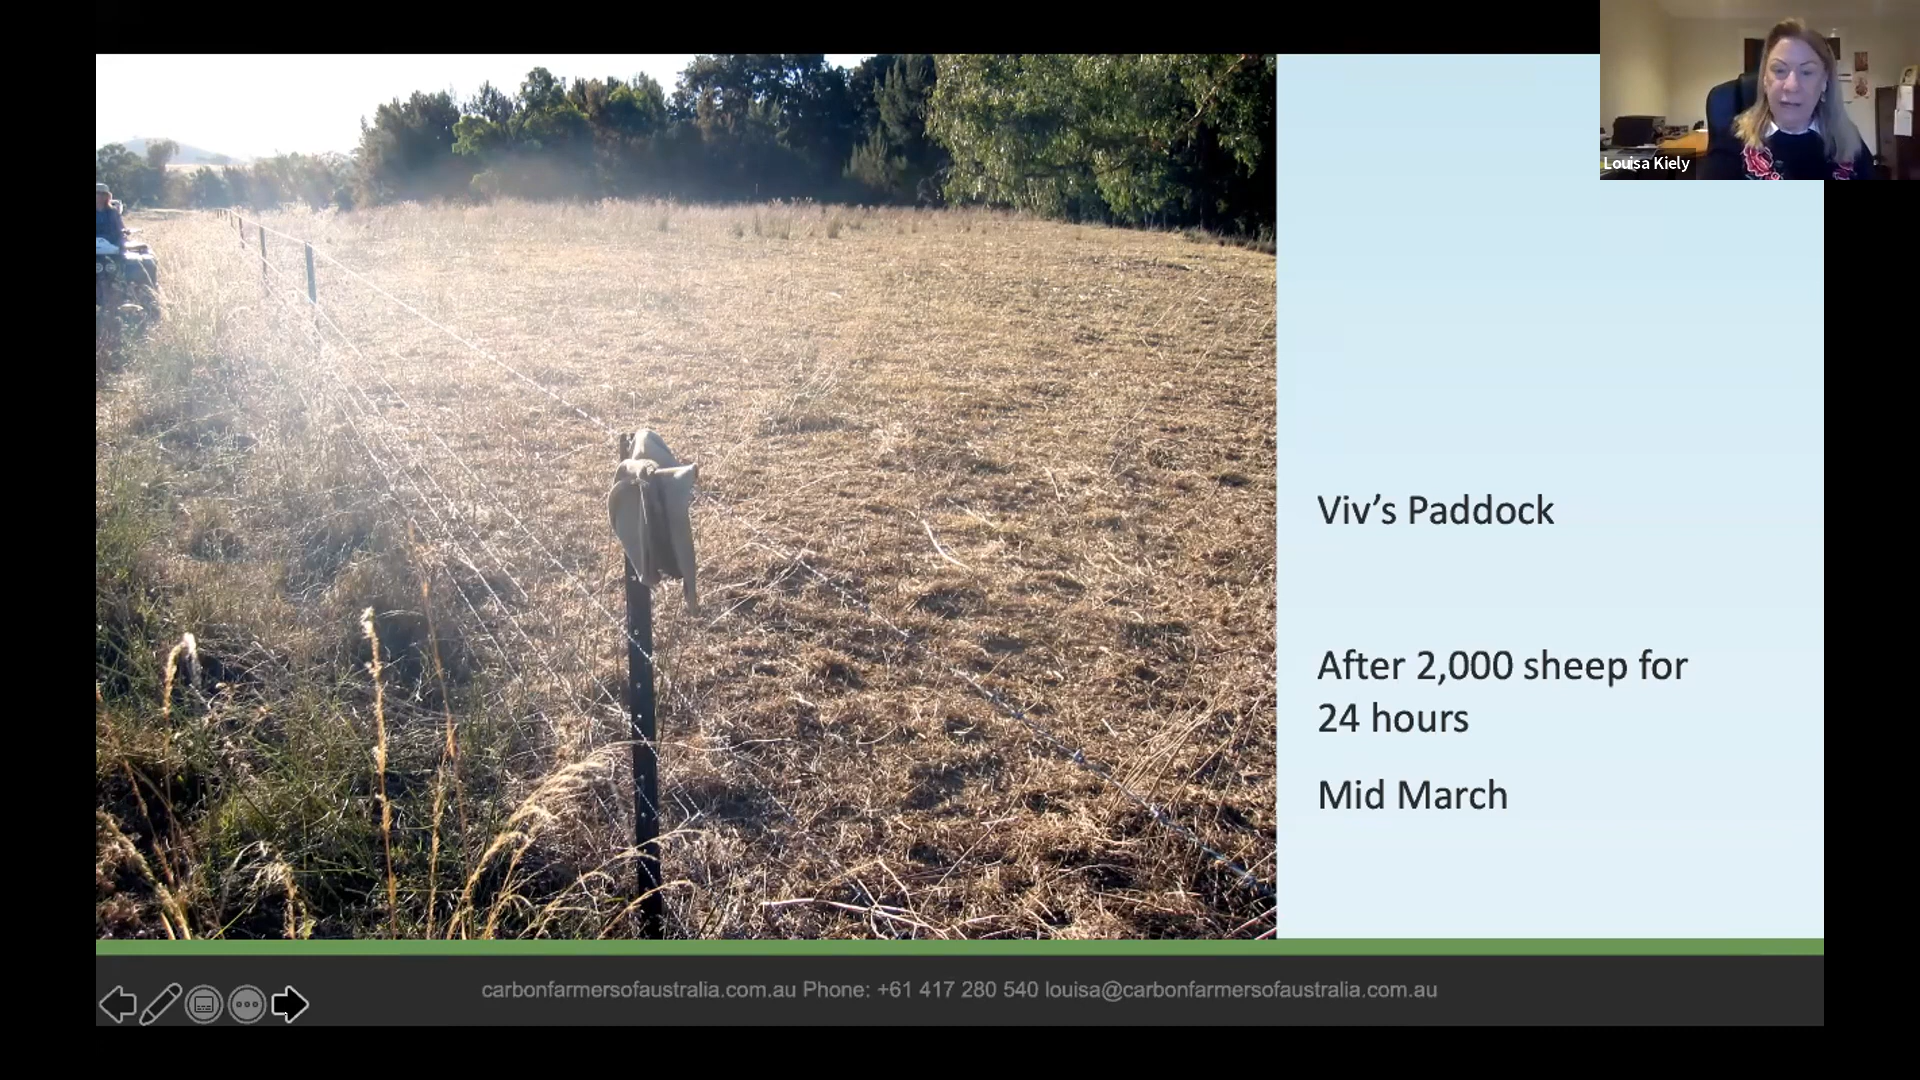 Louisa Kiely
Viv’s Paddock
After 2,000 sheep for
24 hours
Mid March
carbonfarmersofaustralia.com.au Phone: +61 417 280 540 louisa@carbonfarmersofaustralia.com.au